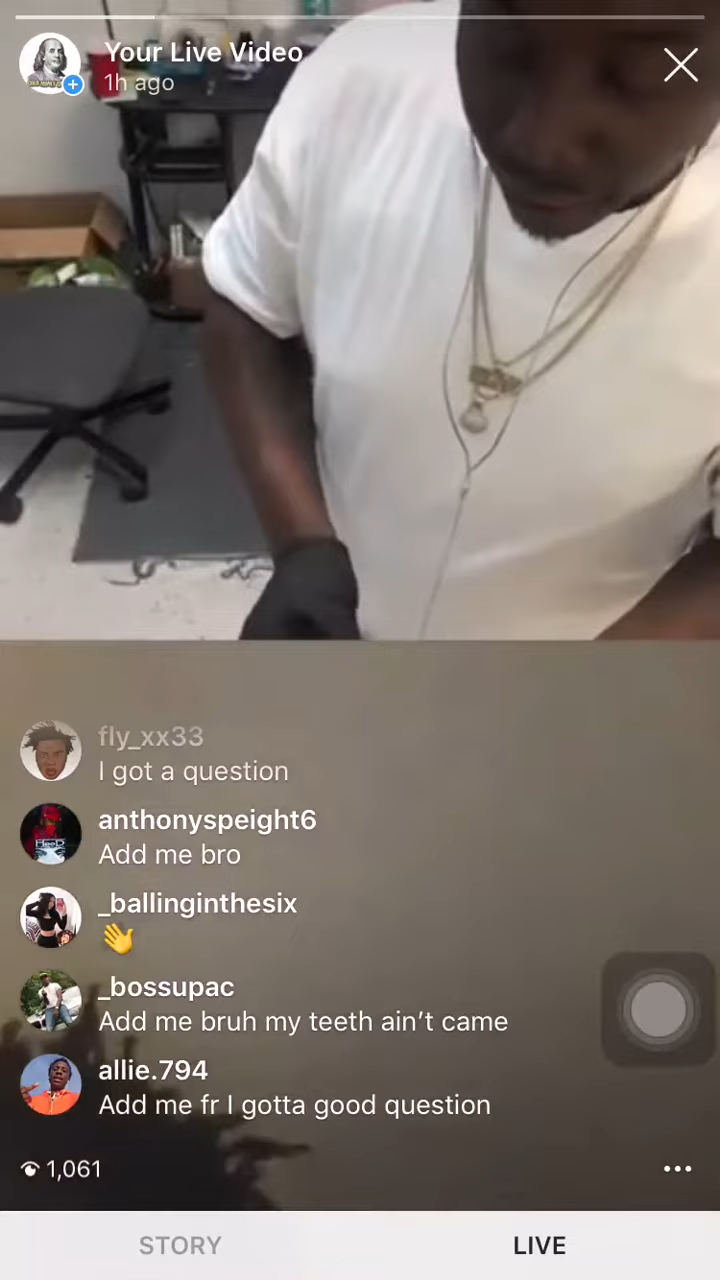 Your Live Video
1h ago
fly_xx33
I got a question
anthonyspeight6
Add me bro
_ballinginthesix
👋
_bossupac
Add me bruh my teeth ain’t came
allie.794
Add me fr I gotta good question
1,061
STORY
LIVE